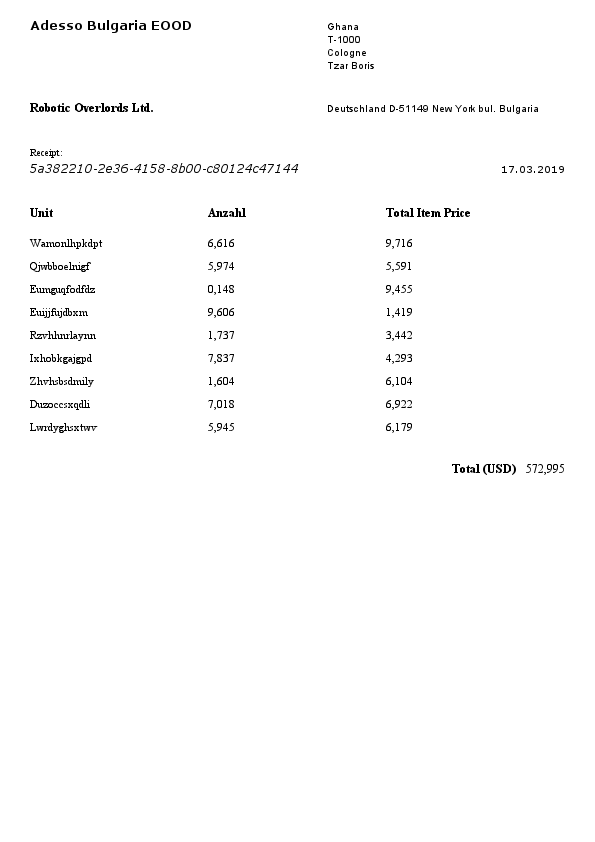 Adesso Bulgaria EOOD
Ghana
T-1000
Cologne
Tzar Boris
Robotic Overlords Ltd. Deutschland D-51149 New York bul. Bulgaria
Receipt:
5a382210-2e36-4158-8b00-c80124c47144 17.03.2019
Unit Anzahl Total Item Price
Wamonlhpkdpt 6,616 9,716
Qjwbboelnigf 5,974 5,591
Eumguqfodfdz 0,148 9,455
Euijjfujdbxm 9,606 1,419
Rzvhhnrlaynn 1,737 3,442
Ixhobkgajgpd 7,837 4,293
Zhvhsbsdmily 1,604 6,104
Duzoccsxqdli 7,018 6,922
Lwrdyghsxtwv 5,945 6,179
Total (USD) 572,995